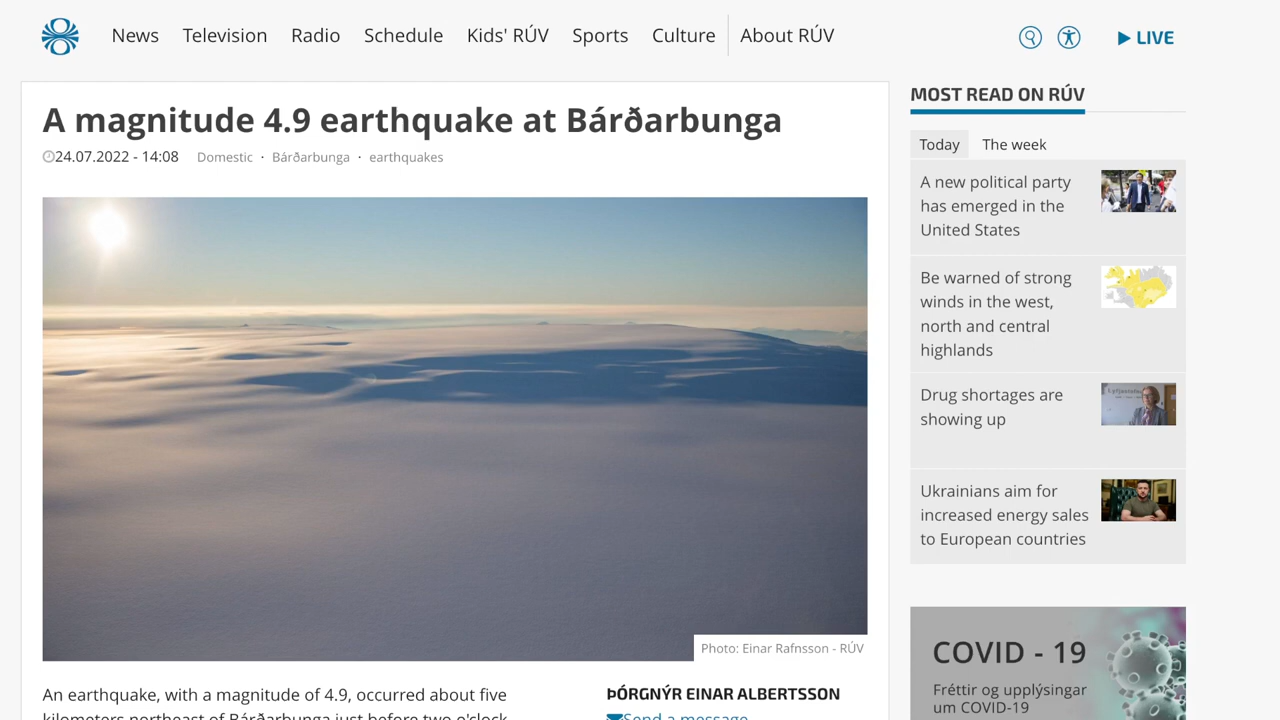 News Television Radio Schedule Kids' RÚV Sports Culture About RÚV LIVE
A magnitude 4.9 earthquake at Bárðarbunga
24.07.2022 - 14:08 Domestic · Bárðarbunga · earthquakes
Photo: Einar Rafnsson - RÚV
An earthquake, with a magnitude of 4.9, occurred about five
kilometers northeast of Bárðarbunga just before two o'clock
ÞÓRGNÝR EINAR ALBERTSSON
Send a message
MOST READ ON RÚV
Today The week
A new political party
has emerged in the
United States
Be warned of strong
winds in the west,
north and central
highlands
Drug shortages are
showing up
Ukrainians aim for
increased energy sales
to European countries
COVID - 19
Fréttir og upplýsingar
um COVID-19